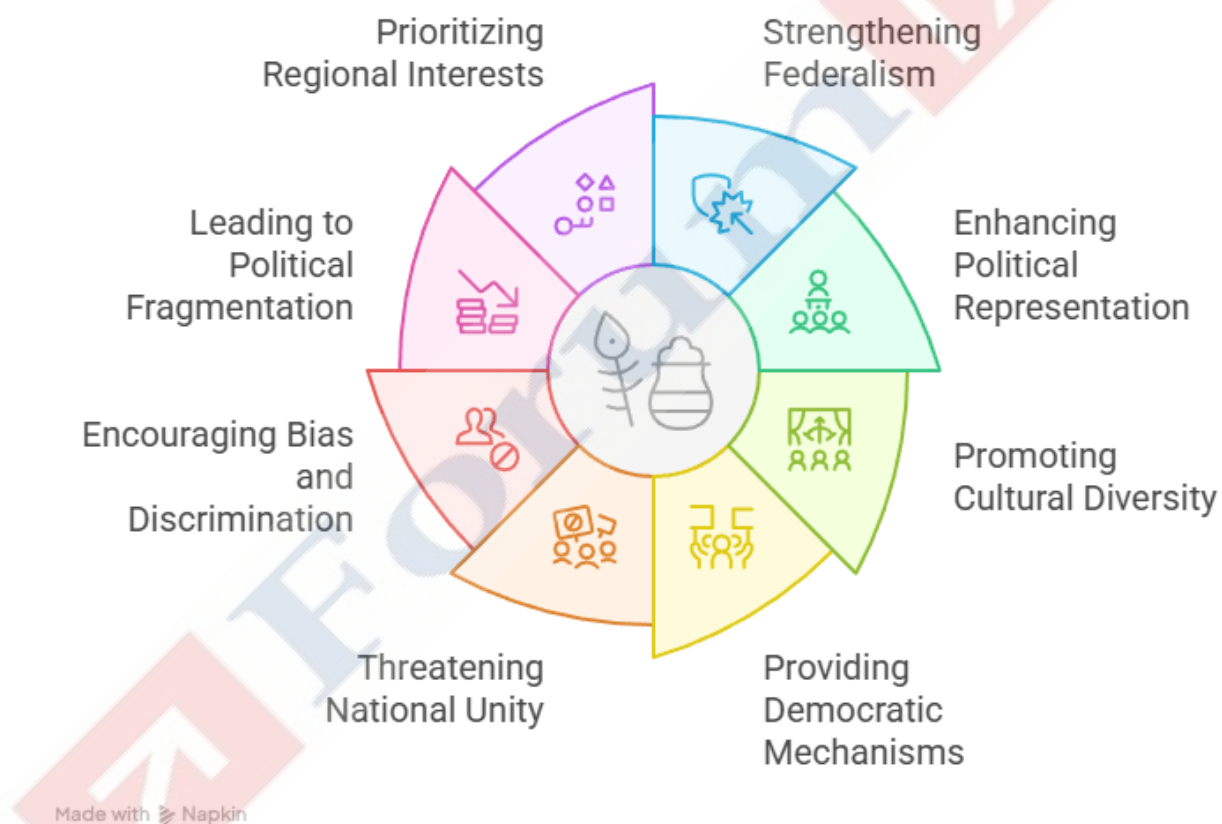 Prioritizing
Regional Interests
Strengthening
Federalism
Leading to
Political
Fragmentation
Enhancing
Political
Representation
Encouraging Bias
and
Discrimination
Promoting
Cultural Diversity
Threatening
National Unity
Providing
Democratic
Mechanisms
Forum
Made with Napkin